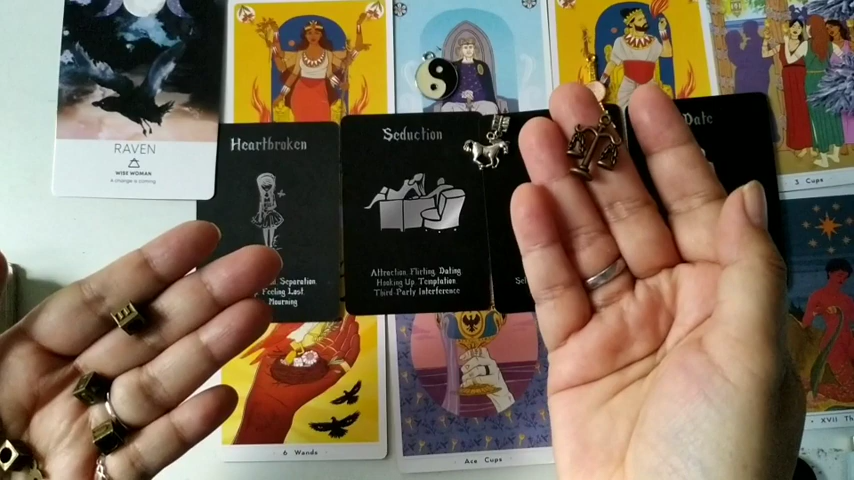 RAVEN
WISE WOMAN
A change is coming
Heartbroken
Separation,
Feeling Lost
Mourning
Seduction
Attraction, Flirting, Dating
Hooking Up, Temptation
Third-Party Interference
Date
3 Cups
6 Wands
Ace Cups
XVII